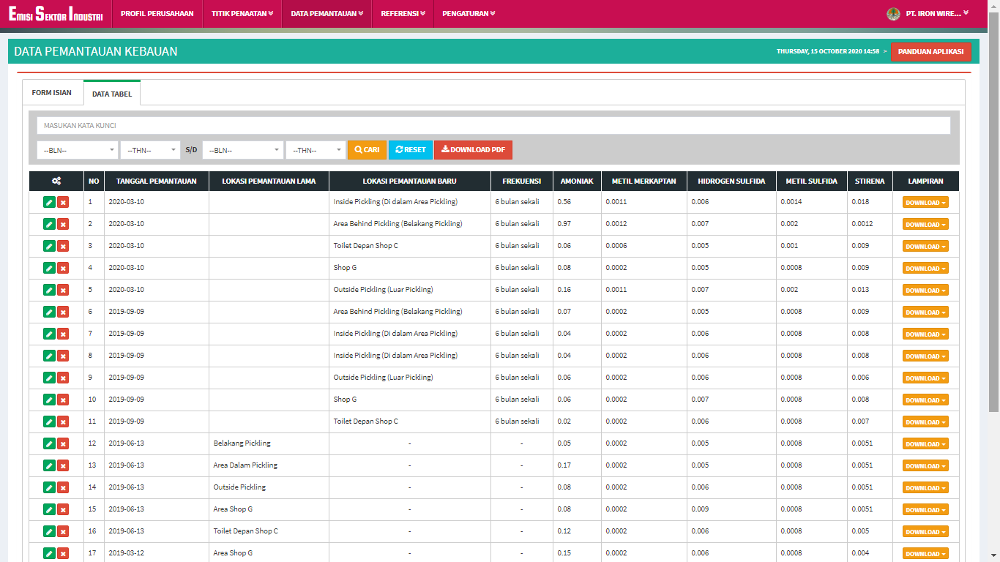 Emisi Sektor Industri PROFIL PERUSAHAAN TITIK PENAATAN DATA PEMANTAUAN REFERENSI PENGATURAN PT. IRON WIRE...
DATA PEMANTAUAN KEBAUAN THURSDAY, 15 OCTOBER 2020 14:58 > PANDUAN APLIKASI
FORM ISIAN DATA TABEL
MASUKAN KATA KUNCI
--BLN-- --THN-- S/D --BLN-- --THN-- CARI RESET DOWNLOAD PDF
NO TANGGAL PEMANTAUAN LOKASI PEMANTAUAN LAMA LOKASI PEMANTAUAN BARU FREKUENSI AMONIAK METIL MERKAPTAN HIDROGEN SULFIDA METIL SULFIDA STIRENA LAMPIRAN
1 2020-03-10 Inside Pickling (Di dalam Area Pickling) 6 bulan sekali 0.56 0.0011 0.006 0.0014 0.018 DOWNLOAD
2 2020-03-10 Area Behind Pickling (Belakang Pickling) 6 bulan sekali 0.97 0.0012 0.007 0.002 0.0012 DOWNLOAD
3 2020-03-10 Toilet Depan Shop C 6 bulan sekali 0.06 0.0006 0.005 0.001 0.009 DOWNLOAD
4 2020-03-10 Shop G 6 bulan sekali 0.08 0.0002 0.005 0.0008 0.009 DOWNLOAD
5 2020-03-10 Outside Pickling (Luar Pickling) 6 bulan sekali 0.16 0.0011 0.007 0.002 0.013 DOWNLOAD
6 2019-09-09 Area Behind Pickling (Belakang Pickling) 6 bulan sekali 0.07 0.0002 0.005 0.0008 0.009 DOWNLOAD
7 2019-09-09 Inside Pickling (Di dalam Area Pickling) 6 bulan sekali 0.04 0.0002 0.006 0.0008 0.008 DOWNLOAD
8 2019-09-09 Inside Pickling (Di dalam Area Pickling) 6 bulan sekali 0.04 0.0002 0.006 0.0008 0.008 DOWNLOAD
9 2019-09-09 Outside Pickling (Luar Pickling) 6 bulan sekali 0.06 0.0002 0.006 0.0008 0.006 DOWNLOAD
10 2019-09-09 Shop G 6 bulan sekali 0.06 0.0002 0.007 0.0008 0.008 DOWNLOAD
11 2019-09-09 Toilet Depan Shop C 6 bulan sekali 0.02 0.0002 0.006 0.0008 0.007 DOWNLOAD
12 2019-06-13 Belakang Pickling - - 0.05 0.0002 0.005 0.0008 0.0051 DOWNLOAD
13 2019-06-13 Area Dalam Pickling - - 0.17 0.0002 0.005 0.0008 0.0051 DOWNLOAD
14 2019-06-13 Outside Pickling - - 0.08 0.0002 0.006 0.0008 0.0051 DOWNLOAD
15 2019-06-13 Area Shop G - - 0.08 0.0002 0.009 0.0008 0.0051 DOWNLOAD
16 2019-06-13 Toilet Depan Shop C - - 0.12 0.0002 0.006 0.0008 0.005 DOWNLOAD
17 2019-03-12 Area Shop G - - 0.15 0.0002 0.006 0.0008 0.004 DOWNLOAD